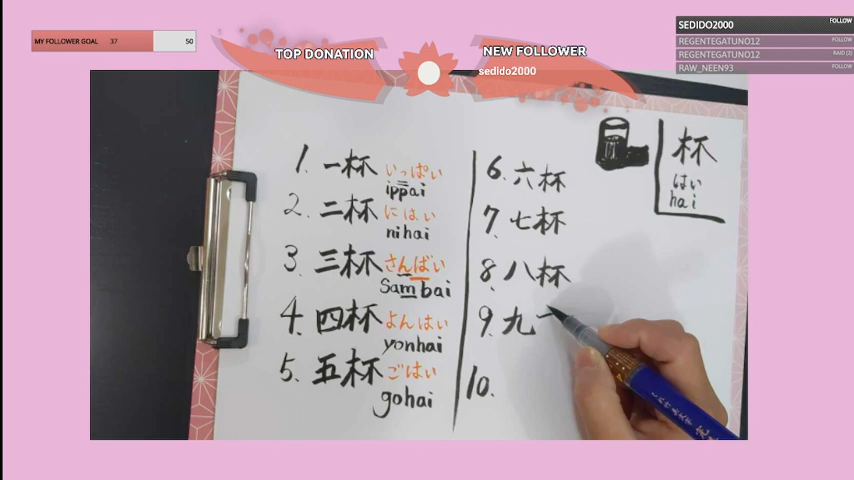 MY FOLLOWER GOAL 37 50
TOP DONATION
NEW FOLLOWER
sedido2000
SEDIDO2000 FOLLOW
REGENTEGATUNO12 FOLLOW
REGENTEGATUNO12 RAID (2)
RAW_NEEN93 FOLLOW
1. 一杯 いっぱい
ippai
2. 二杯 にはい
nihai
3. 三杯 さんばい
Sambai
4. 四杯 よんはい
yonhai
5. 五杯 ごはい
gohai
6. 六杯
7. 七杯
8. 八杯
9. 九
10.
杯
はい
hai